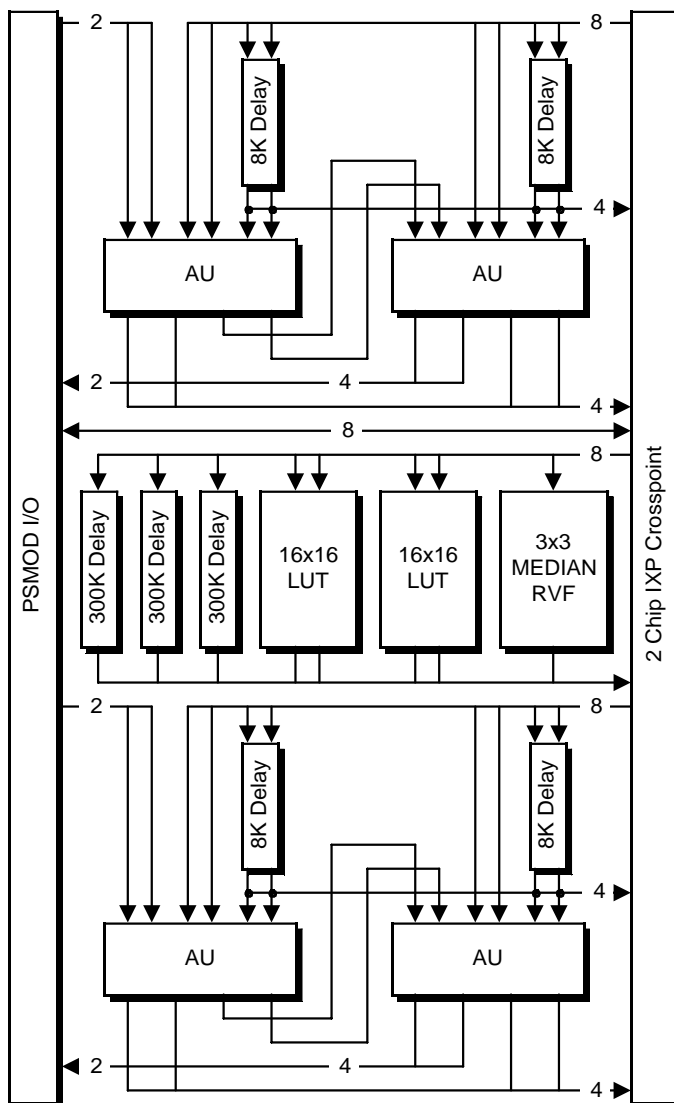 2
8
8K Delay
8K Delay
4
AU
AU
2
4
4
8
8
PSMOD I/O
2 Chip IXP Crosspoint
300K Delay
300K Delay
300K Delay
16x16
LUT
16x16
LUT
3x3
MEDIAN
RVF
2
8
8K Delay
8K Delay
4
AU
AU
2
4
4